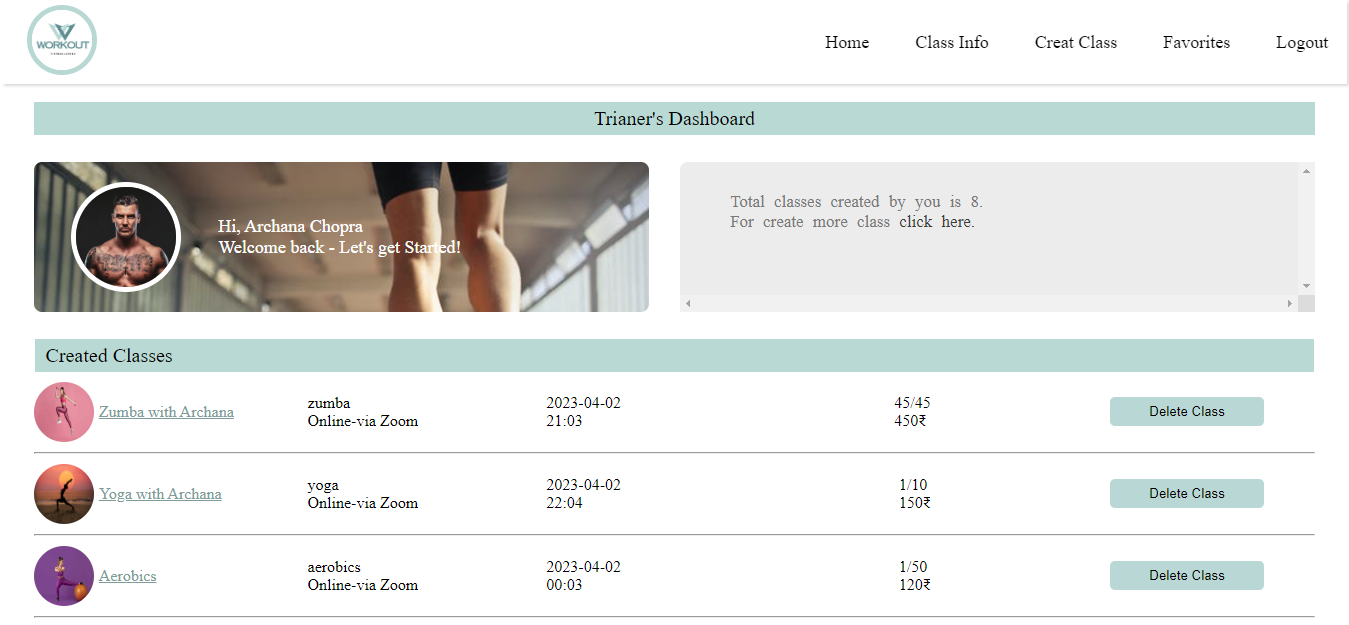 WORKOUT
Home Class Info Creat Class Favorites Logout
Trianer's Dashboard
Hi, Archana Chopra
Welcome back - Let's get Started!
Total classes created by you is 8.
For create more class click here.
Created Classes
Zumba with Archana
zumba
Online-via Zoom
2023-04-02
21:03
45/45
450₹
Delete Class
Yoga with Archana
yoga
Online-via Zoom
2023-04-02
22:04
1/10
150₹
Delete Class
Aerobics
aerobics
Online-via Zoom
2023-04-02
00:03
1/50
120₹
Delete Class